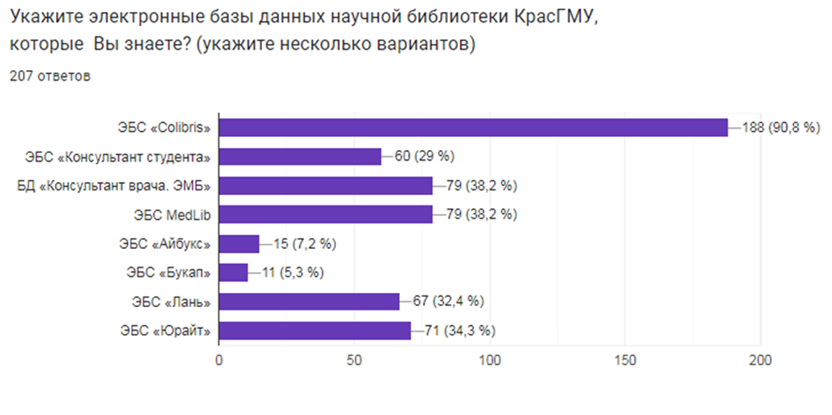 Укажите электронные базы данных научной библиотеки КрасГМУ,
которые Вы знаете? (укажите несколько вариантов)
207 ответов
ЭБС «Colibris» 188 (90,8 %)
ЭБС «Консультант студента» 60 (29 %)
БД «Консультант врача. ЭМБ» 79 (38,2 %)
ЭБС MedLib 79 (38,2 %)
ЭБС «Айбукс» 15 (7,2 %)
ЭБС «Букап» 11 (5,3 %)
ЭБС «Лань» 67 (32,4 %)
ЭБС «Юрайт» 71 (34,3 %)
0 50 100 150 200